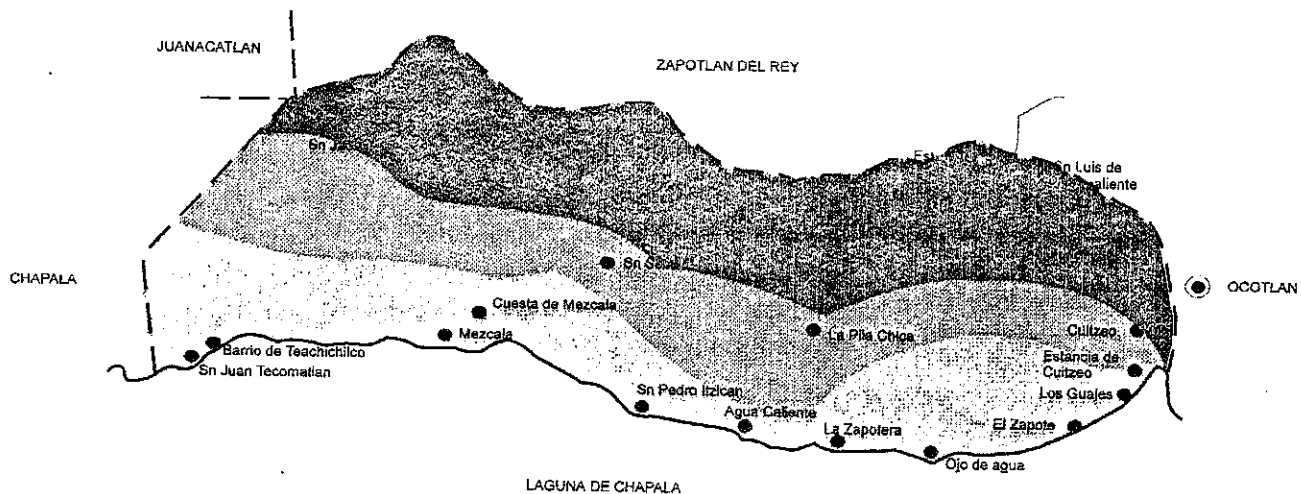 JUANACATLAN
ZAPOTLAN DEL REY
Sn
Sn Luis de
CHAPALA
Sn
OCOTLAN
Cuesta de Mezcala
Mezcala
La Pila Chica
Cuitzeo
Barrio de Teachichilco
Sn Juan Tecomatlan
Estancia de
Cuitzeo
Los Guajes
Sn Pedro Itzican
Agua Caliente
La Zapotera
El Zapote
Ojo de agua
LAGUNA DE CHAPALA